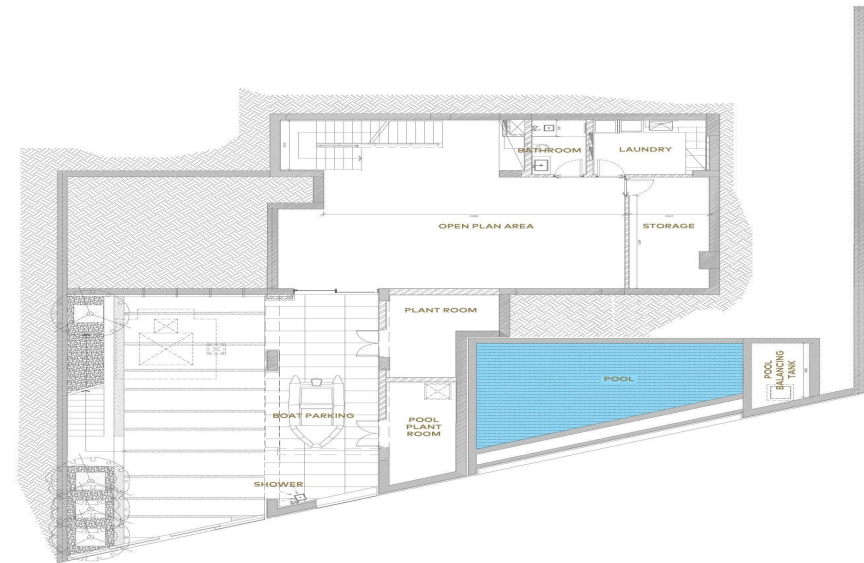 BATHROOM
LAUNDRY
OPEN PLAN AREA
STORAGE
PLANT ROOM
POOL
POOL
BALANCING
TANK
BOAT PARKING
POOL
PLANT
ROOM
SHOWER